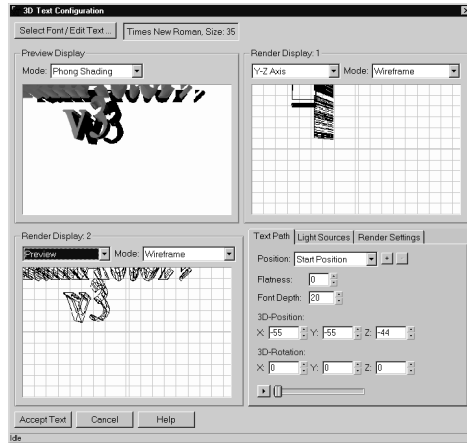 3D Text Configuration
Select Font / Edit Text ...
Times New Roman, Size: 35
Preview Display
Mode: Phong Shading
Render Display: 1
Y-Z Axis
Mode: Wireframe
v3
Render Display: 2
Preview
Mode: Wireframe
v3
Text Path
Light Sources
Render Settings
Position: Start Position
+
-
Flatness: 0
Font Depth: 20
3D-Position:
X: -55 Y: -55 Z: -44
3D-Rotation:
X: 0 Y: 0 Z: 0
Accept Text
Cancel
Help
Idle